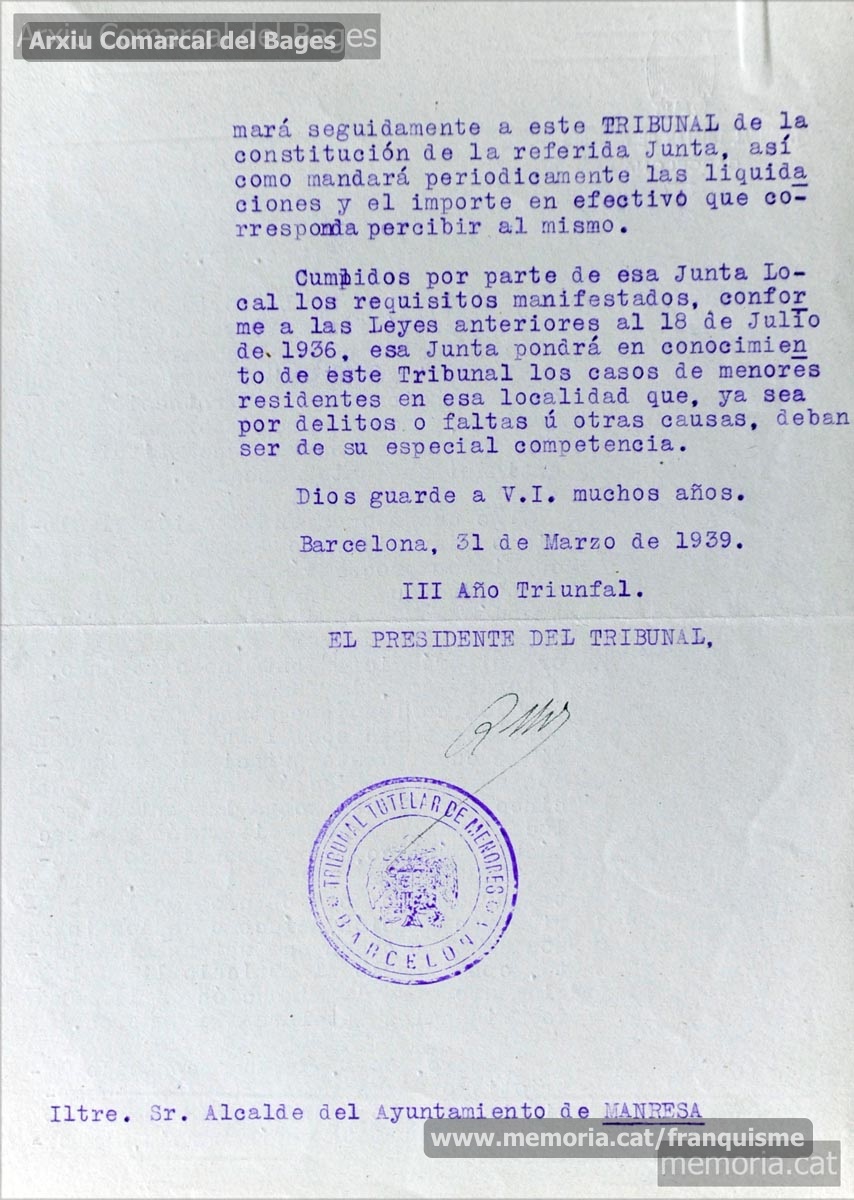 Arxiu Comarcal del Bages
Arxiu Comarcal del Bages
mará seguidamente a este TRIBUNAL de la
constitución de la referida Junta, así
como mandará periodicamente las liquida
ciones y el importe en efectivo que co-
rresponda percibir al mismo.
Cumplidos por parte de esa Junta Lo-
cal los requisitos manifestados, confor
me a las Leyes anteriores al 18 de Julio
de 1936, esa Junta pondrá en conocimien
to de este Tribunal los casos de menores
residentes en esa localidad que, ya sea
por delitos o faltas ú otras causas, deban
ser de su especial competencia.
Dios guarde a V.I. muchos años.
Barcelona, 31 de Marzo de 1939.
III Año Triunfal.
EL PRESIDENTE DEL TRIBUNAL,
TRIBUNAL TUTELAR DE MENORES
BARCELONA
Iltre. Sr. Alcalde del Ayuntamiento de MANRESA
www.memoria.cat/franquisme
memoria.cat